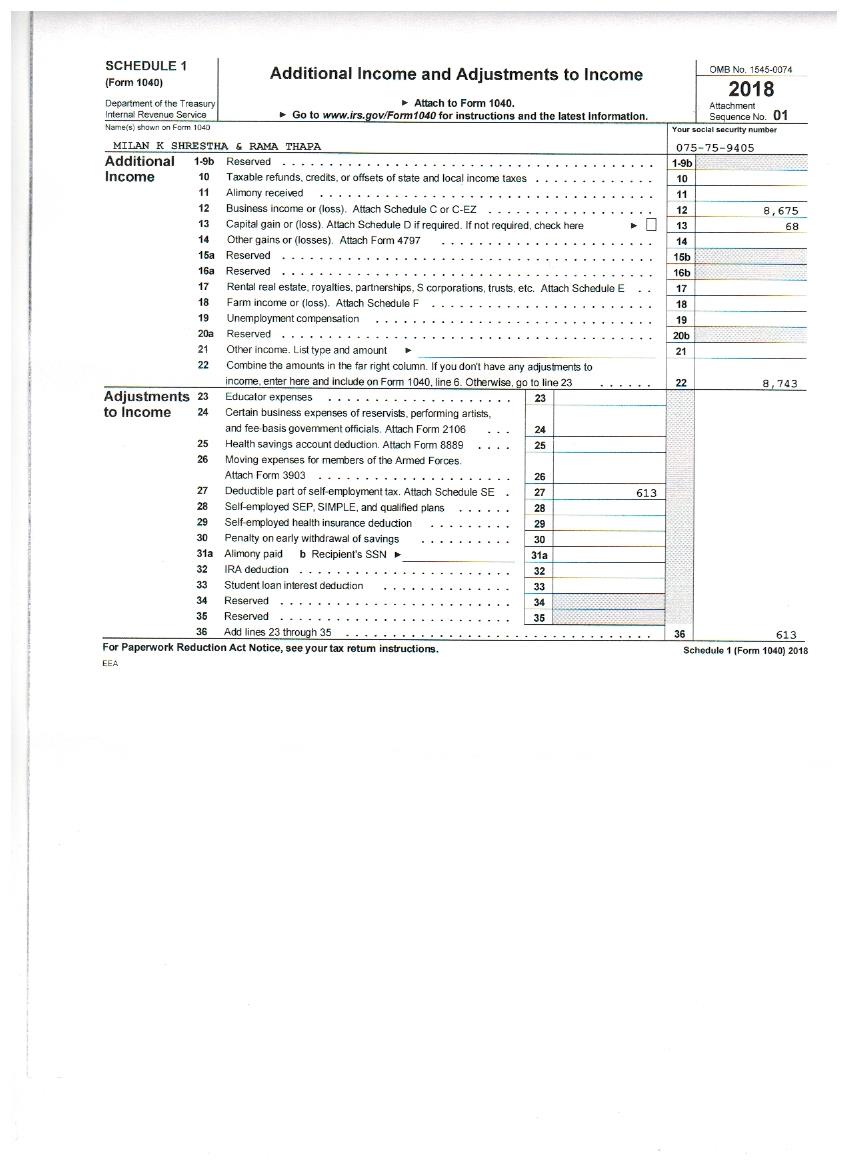 SCHEDULE 1
(Form 1040)
Department of the Treasury
Internal Revenue Service
Additional Income and Adjustments to Income
► Attach to Form 1040.
► Go to www.irs.gov/Form1040 for instructions and the latest information.
OMB No. 1545-0074
2018
Attachment
Sequence No. 01
Name(s) shown on Form 1040
Your social security number
MILAN K SHRESTHA & RAMA THAPA 075-75-9405
Additional Income
1-9b Reserved 1-9b
10 Taxable refunds, credits, or offsets of state and local income taxes 10
11 Alimony received 11
12 Business income or (loss). Attach Schedule C or C-EZ 12 8,675
13 Capital gain or (loss). Attach Schedule D if required. If not required, check here ► 13 68
14 Other gains or (losses). Attach Form 4797 14
15a Reserved 15b
16a Reserved 16b
17 Rental real estate, royalties, partnerships, S corporations, trusts, etc. Attach Schedule E 17
18 Farm income or (loss). Attach Schedule F 18
19 Unemployment compensation 19
20a Reserved 20b
21 Other income. List type and amount ► 21
22 Combine the amounts in the far right column. If you don't have any adjustments to
income, enter here and include on Form 1040, line 6. Otherwise, go to line 23 22 8,743
Adjustments to Income
23 Educator expenses 23
24 Certain business expenses of reservists, performing artists,
and fee-basis government officials. Attach Form 2106 24
25 Health savings account deduction. Attach Form 8889 25
26 Moving expenses for members of the Armed Forces.
Attach Form 3903 26
27 Deductible part of self-employment tax. Attach Schedule SE 27 613
28 Self-employed SEP, SIMPLE, and qualified plans 28
29 Self-employed health insurance deduction 29
30 Penalty on early withdrawal of savings 30
31a Alimony paid b Recipient's SSN ► 31a
32 IRA deduction 32
33 Student loan interest deduction 33
34 Reserved 34
35 Reserved 35
36 Add lines 23 through 35 36 613
For Paperwork Reduction Act Notice, see your tax return instructions. Schedule 1 (Form 1040) 2018
EEA